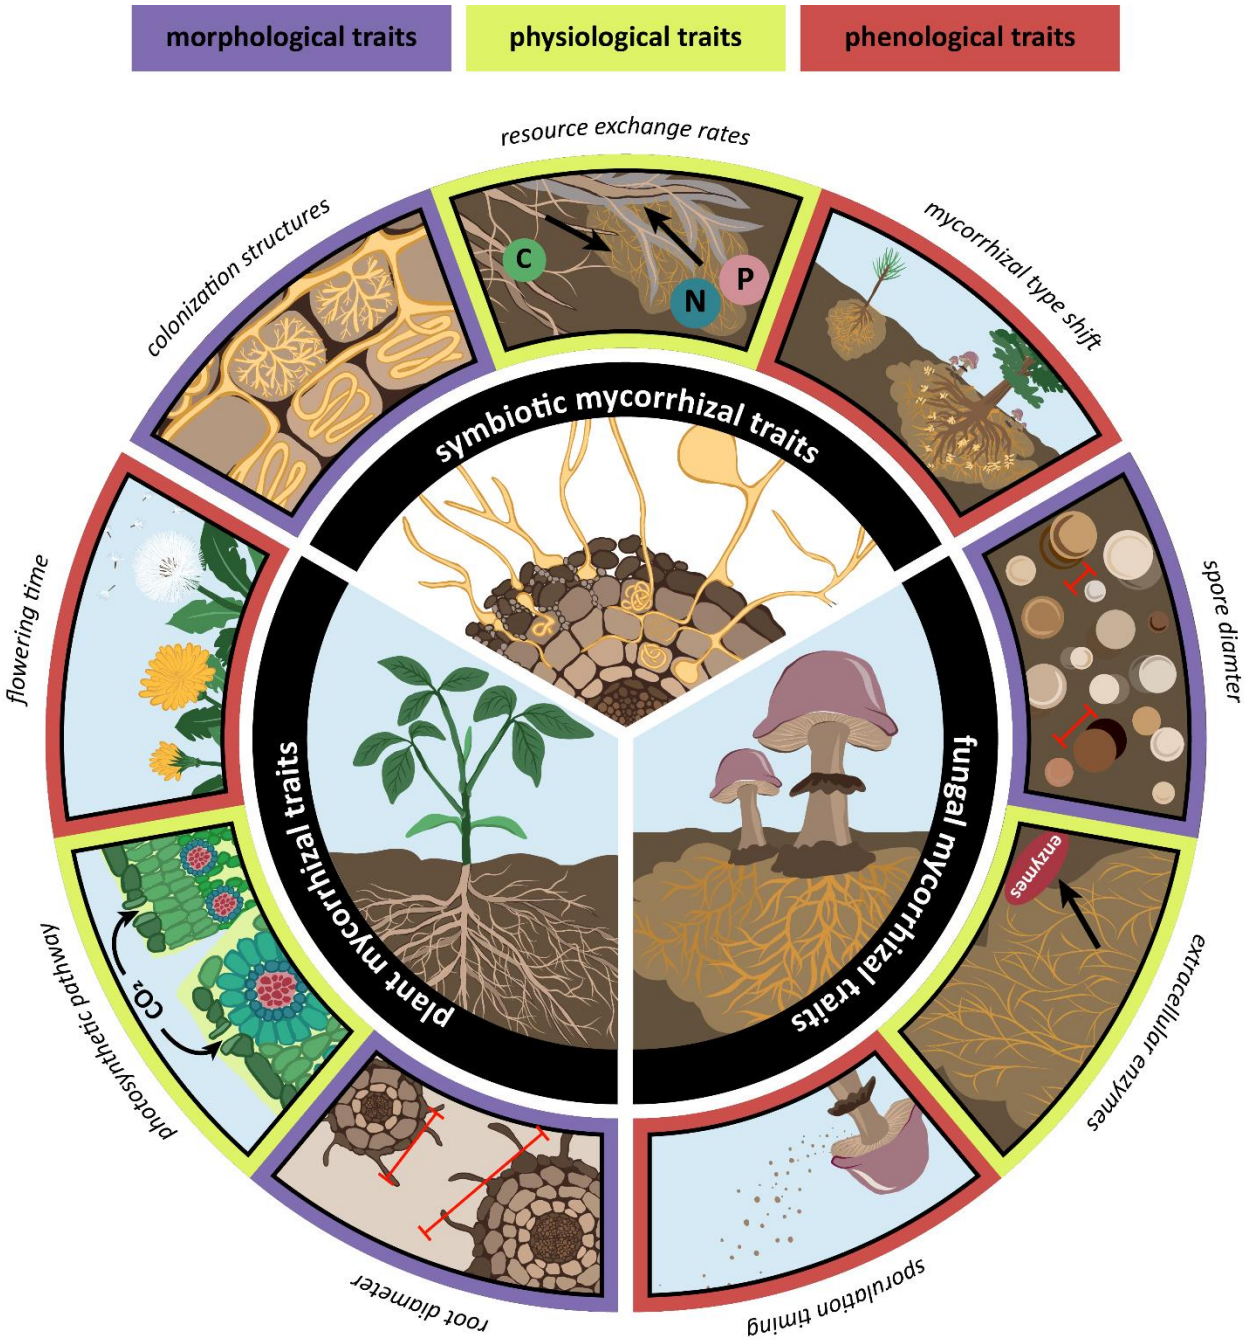 morphological traits
physiological traits
phenological traits
resource exchange rates
colonization structures
mycorrhizal type shift
C
N
P
symbiotic mycorrhizal traits
flowering time
spore diamter
plant mycorrhizal traits
fungal mycorrhizal traits
enzymes
photosynthetic pathway
CO₂
extracellular enzymes
root diameter
sporulation timing